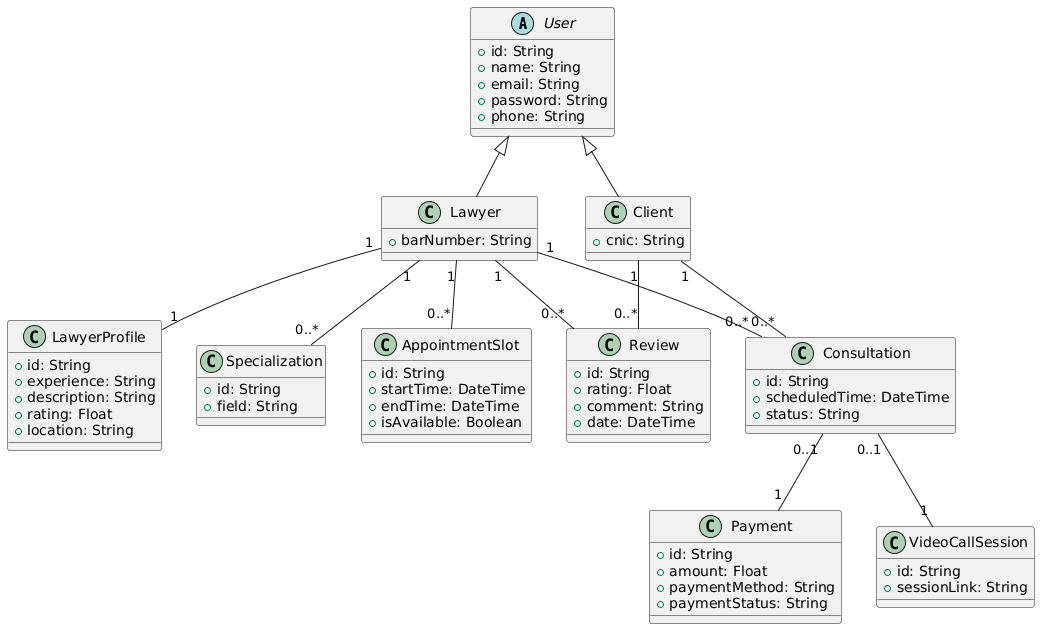 A User
id: String
name: String
email: String
password: String
phone: String
C Lawyer
barNumber: String
C Client
cnic: String
1
1
1
1
1
1
1
1
1
0..*
0..*
0..*
0..*
0..*
0..*
C LawyerProfile
id: String
experience: String
description: String
rating: Float
location: String
C Specialization
id: String
field: String
C AppointmentSlot
id: String
startTime: DateTime
endTime: DateTime
isAvailable: Boolean
C Review
id: String
rating: Float
comment: String
date: DateTime
C Consultation
id: String
scheduledTime: DateTime
status: String
0..1
0..1
1
1
C Payment
id: String
amount: Float
paymentMethod: String
paymentStatus: String
C VideoCallSession
id: String
sessionLink: String